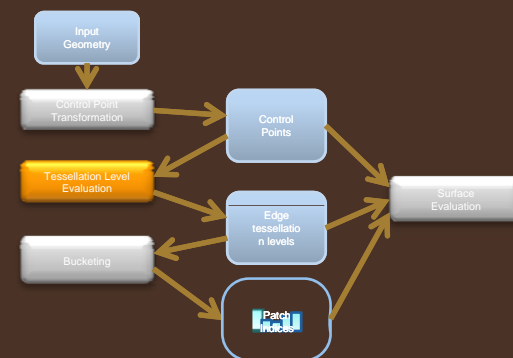 Input
Geometry
Control Point
Transformation
Control
Points
Tessellation Level
Evaluation
Surface
Evaluation
Edge
tessellatio
n levels
Bucketing
Patch
Indices